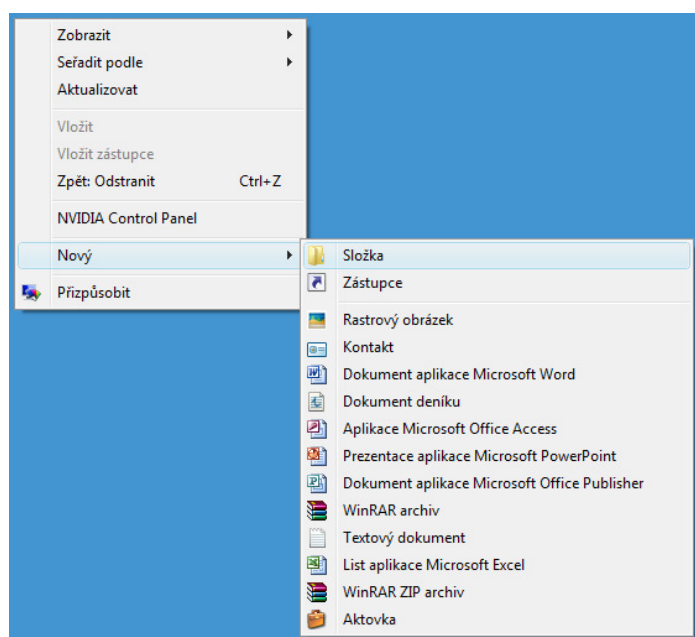 Zobrazit
Seřadit podle
Aktualizovat
Vložit
Vložit zástupce
Zpět: Odstranit Ctrl+Z
NVIDIA Control Panel
Nový
Přizpůsobit
Složka
Zástupce
Rastrový obrázek
Kontakt
Dokument aplikace Microsoft Word
Dokument deníku
Aplikace Microsoft Office Access
Prezentace aplikace Microsoft PowerPoint
Dokument aplikace Microsoft Office Publisher
WinRAR archiv
Textový dokument
List aplikace Microsoft Excel
WinRAR ZIP archiv
Aktovka